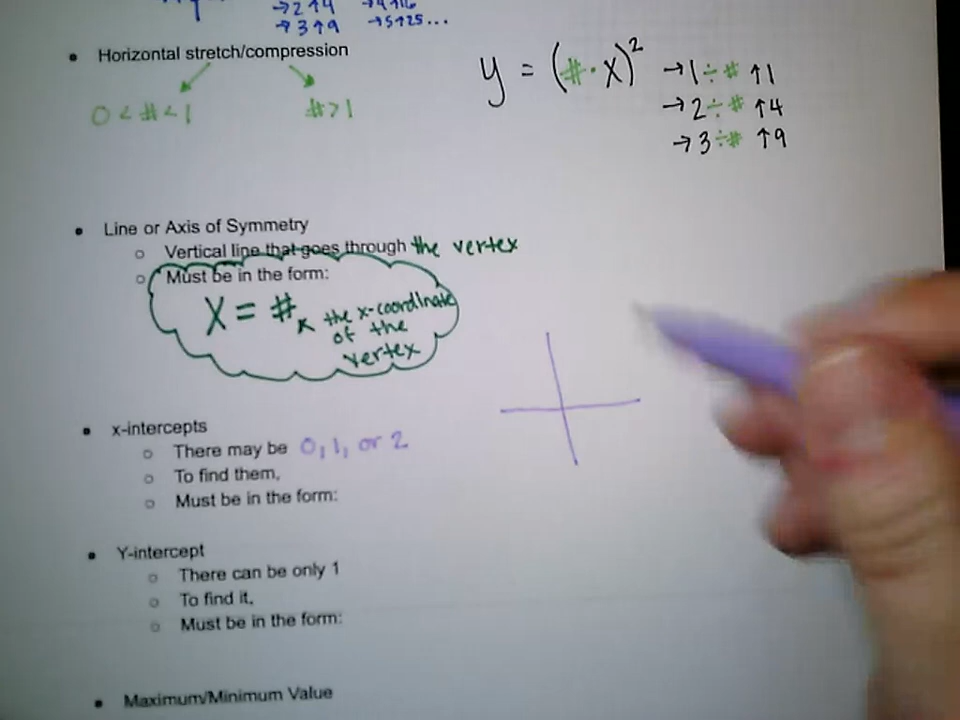 →2↑4
→3↑9 →5↑25...
• Horizontal stretch/compression
0 < # < 1 # > 1
y = (#·x)²
→1÷# ↑1
→2÷# ↑4
→3÷# ↑9
• Line or Axis of Symmetry
○ Vertical line that goes through the vertex
○ Must be in the form:
X = # the x-coordinate
of the
vertex
• x-intercepts
○ There may be 0, 1, or 2
○ To find them,
○ Must be in the form:
• Y-intercept
○ There can be only 1
○ To find it,
○ Must be in the form:
• Maximum/Minimum Value